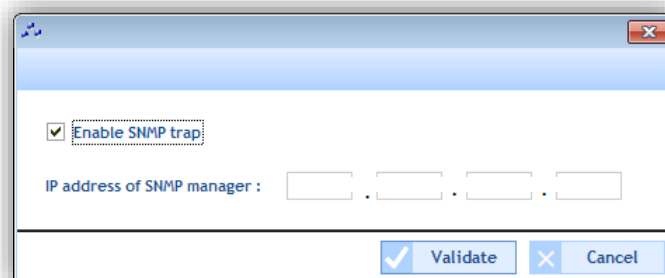 Enable SNMP trap
IP address of SNMP manager : . . .
Validate Cancel